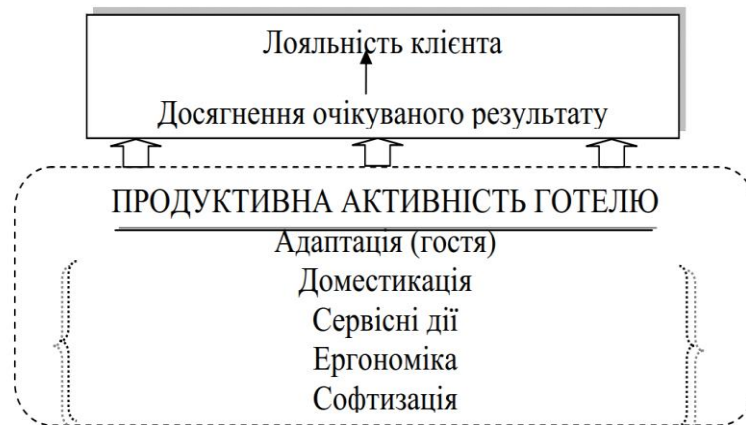 Лояльність клієнта
Досягнення очікуваного результату
ПРОДУКТИВНА АКТИВНІСТЬ ГОТЕЛЮ
Адаптація (гостя)
Доместикація
Сервісні дії
Ергономіка
Софтизація